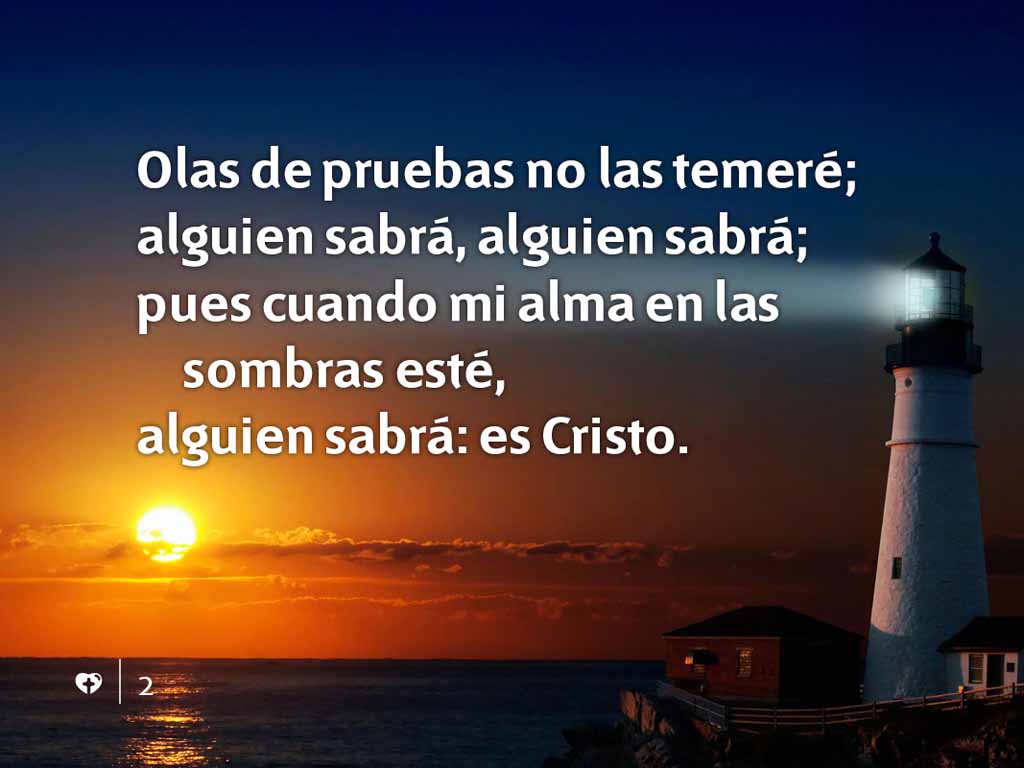 Olas de pruebas no las temeré;
alguien sabrá, alguien sabrá;
pues cuando mi alma en las
sombras esté,
alguien sabrá: es Cristo.
2